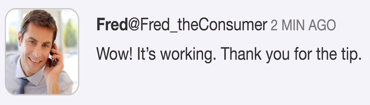 Fred@Fred_theConsumer 2 MIN AGO
Wow! It's working. Thank you for the tip.